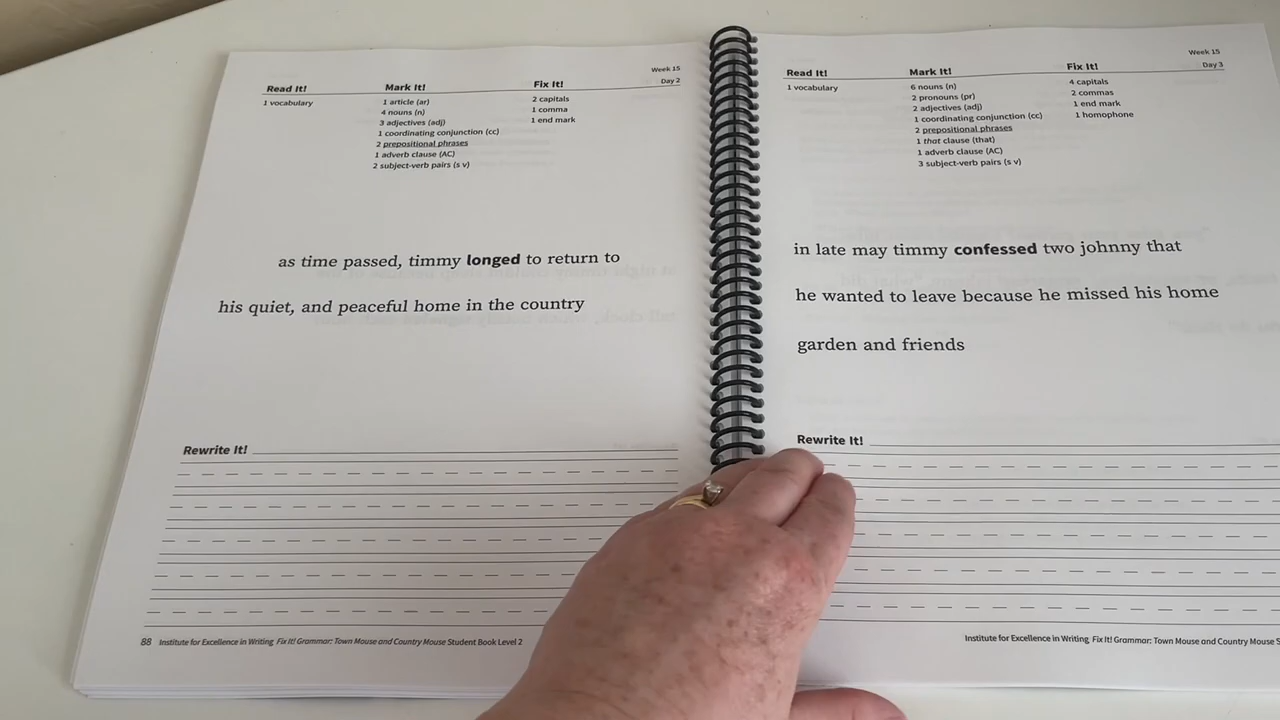 Week 15
Day 2
Read It!
Mark It!
Fix It!
1 vocabulary
1 article (ar)
4 nouns (n)
3 adjectives (adj)
1 coordinating conjunction (cc)
2 prepositional phrases
1 adverb clause (AC)
2 subject-verb pairs (s v)
2 capitals
1 comma
1 end mark
as time passed, timmy longed to return to
his quiet, and peaceful home in the country
Rewrite It!
88 Institute for Excellence in Writing Fix It! Grammar: Town Mouse and Country Mouse Student Book Level 2
Week 15
Day 3
Read It!
Mark It!
Fix It!
1 vocabulary
6 nouns (n)
2 pronouns (pr)
2 adjectives (adj)
1 coordinating conjunction (cc)
2 prepositional phrases
1 that clause (that)
1 adverb clause (AC)
3 subject-verb pairs (s v)
4 capitals
2 commas
1 end mark
1 homophone
in late may timmy confessed two johnny that
he wanted to leave because he missed his home
garden and friends
Rewrite It!
Institute for Excellence in Writing Fix It! Grammar: Town Mouse and Country Mouse